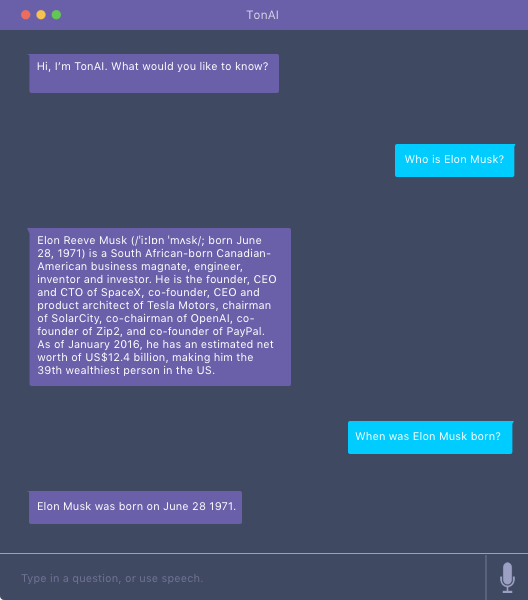 TonAI
Hi, I'm TonAI. What would you like to know?
Who is Elon Musk?
Elon Reeve Musk (/ˈiːlɒn ˈmʌsk/; born June
28, 1971) is a South African-born Canadian-
American business magnate, engineer,
inventor and investor. He is the founder, CEO
and CTO of SpaceX, co-founder, CEO and
product architect of Tesla Motors, chairman
of SolarCity, co-chairman of OpenAI, co-
founder of Zip2, and co-founder of PayPal.
As of January 2016, he has an estimated net
worth of US$12.4 billion, making him the
39th wealthiest person in the US.
When was Elon Musk born?
Elon Musk was born on June 28 1971.
Type in a question, or use speech.